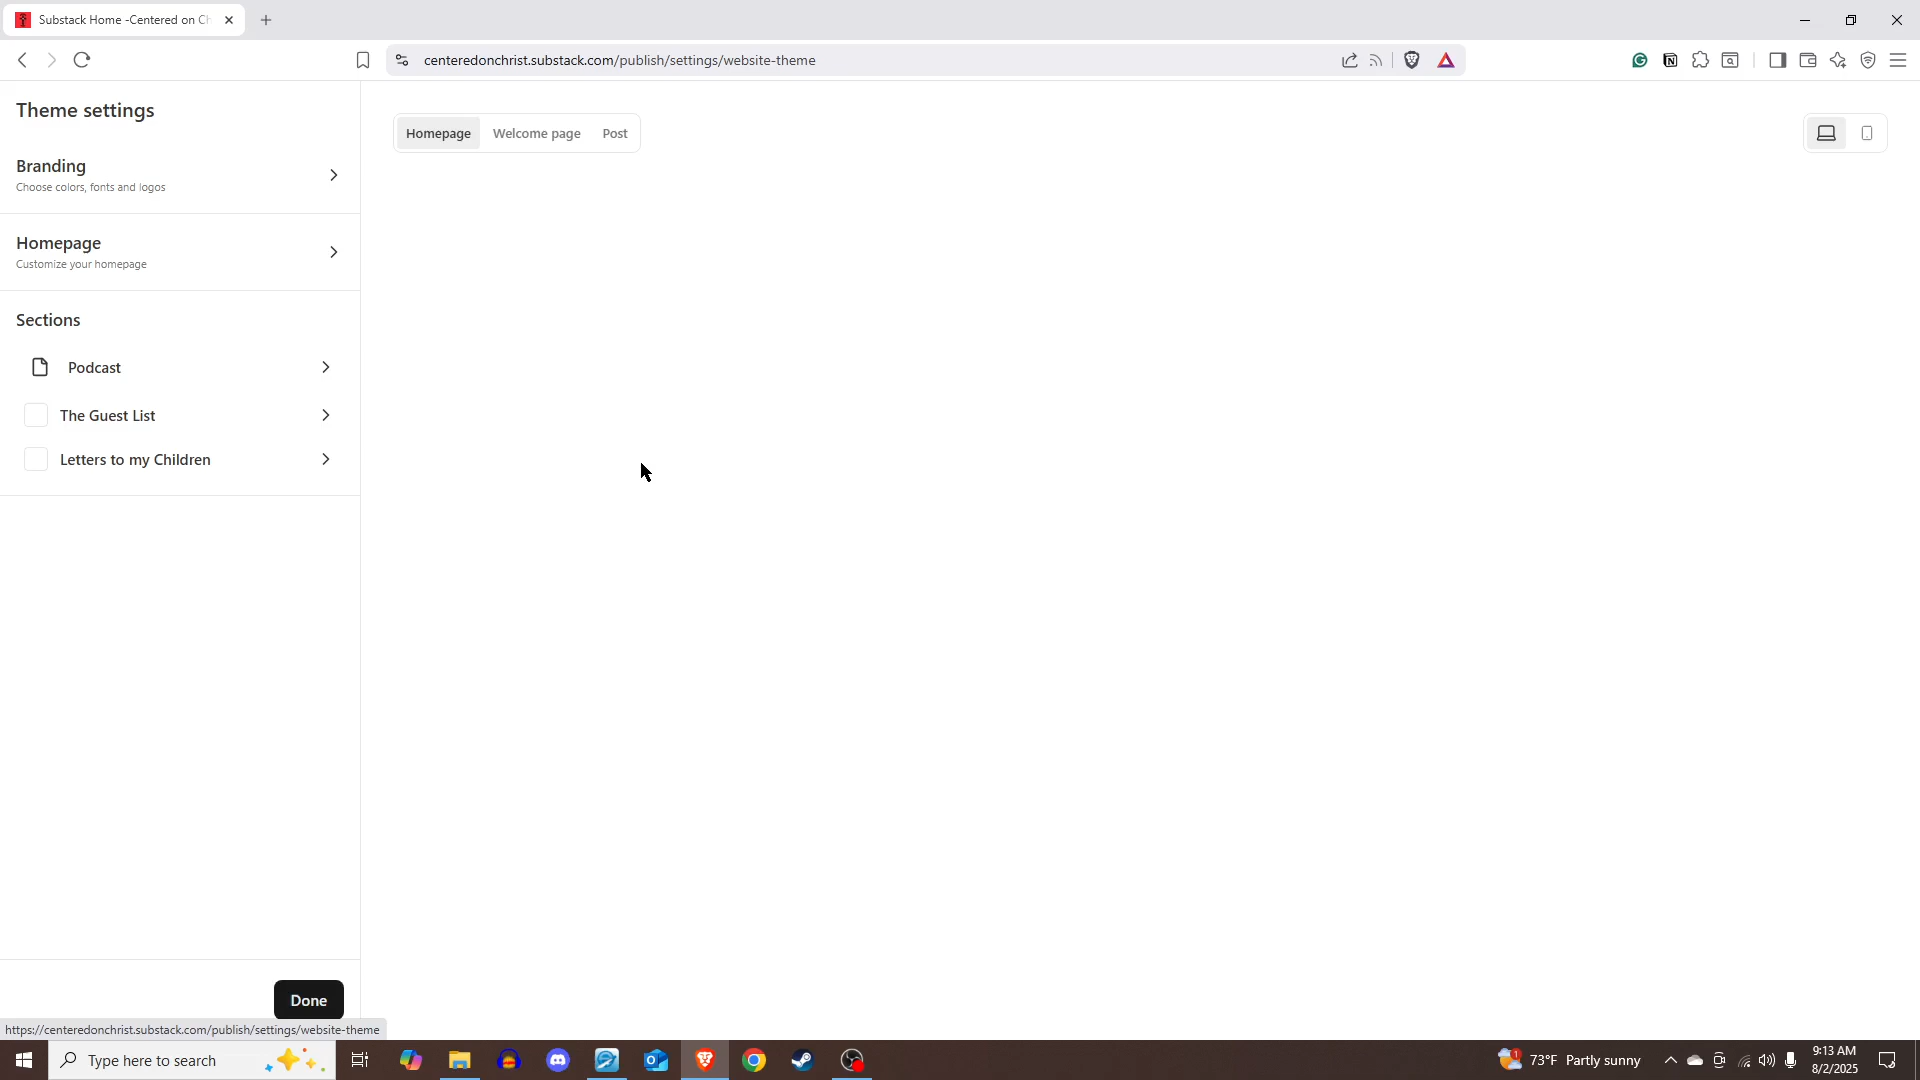 Substack Home -Centered on Ch
centeredonchrist.substack.com/publish/settings/website-theme
Theme settings
Homepage
Welcome page
Post
Branding
Choose colors, fonts and logos
Homepage
Customize your homepage
Sections
Podcast
The Guest List
Letters to my Children
Done
https://centeredonchrist.substack.com/publish/settings/website-theme
Type here to search
73°F Partly sunny
9:13 AM
8/2/2025